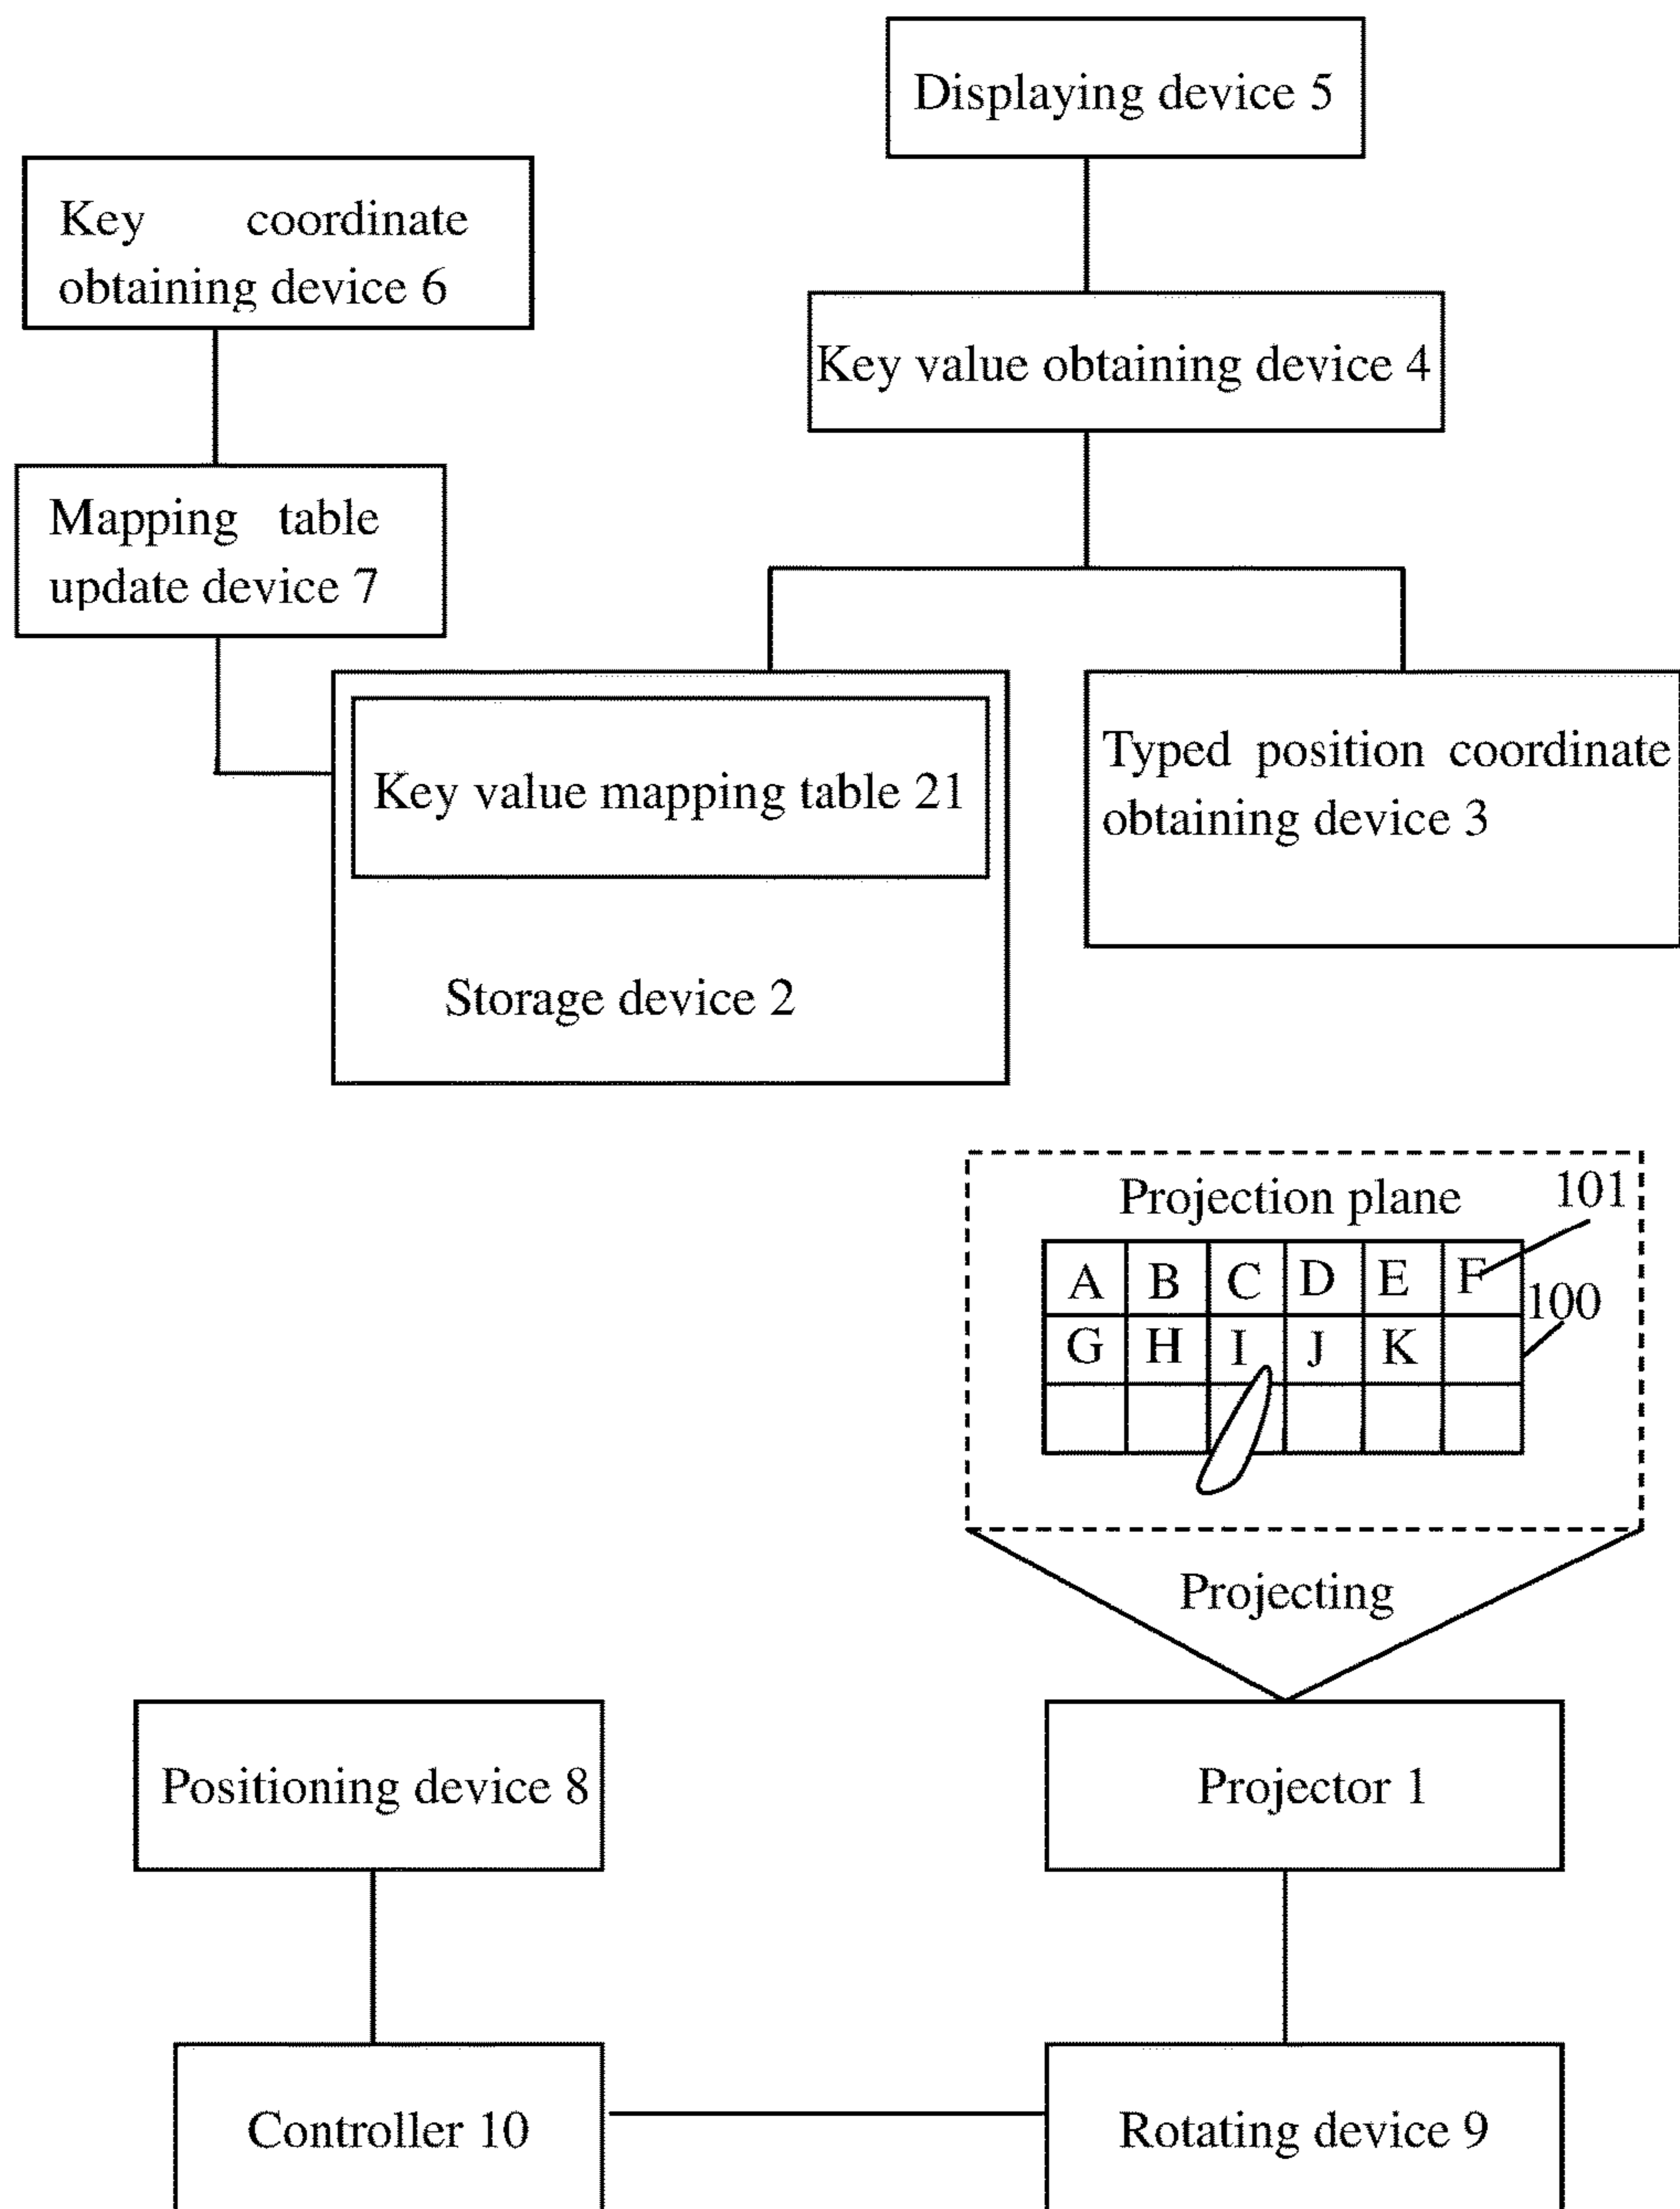 Displaying device 5
Key coordinate
obtaining device 6
Key value obtaining device 4
Mapping table
update device 7
Key value mapping table 21
Storage device 2
Typed position coordinate
obtaining device 3
Projection plane
101
A B C D E F
100
G H I J K
Projecting
Positioning device 8
Projector 1
Controller 10
Rotating device 9